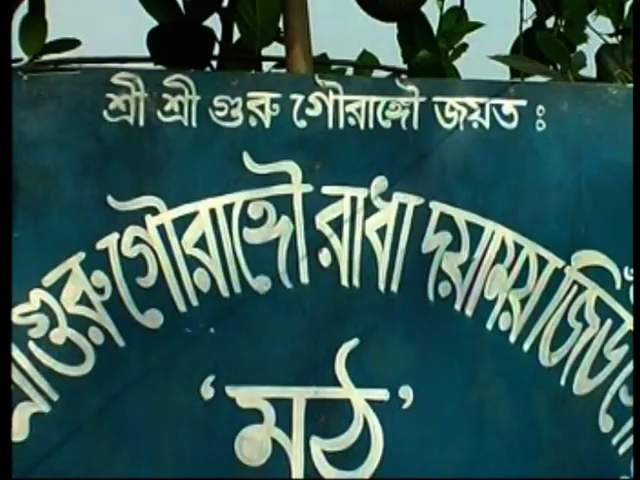 শ্রী শ্রী গুরু গৌরাঙ্গৌ জয়ত :
গুরু গৌরাঙ্গৌ রাধা দয়াময় জিউ
‘মঠ’